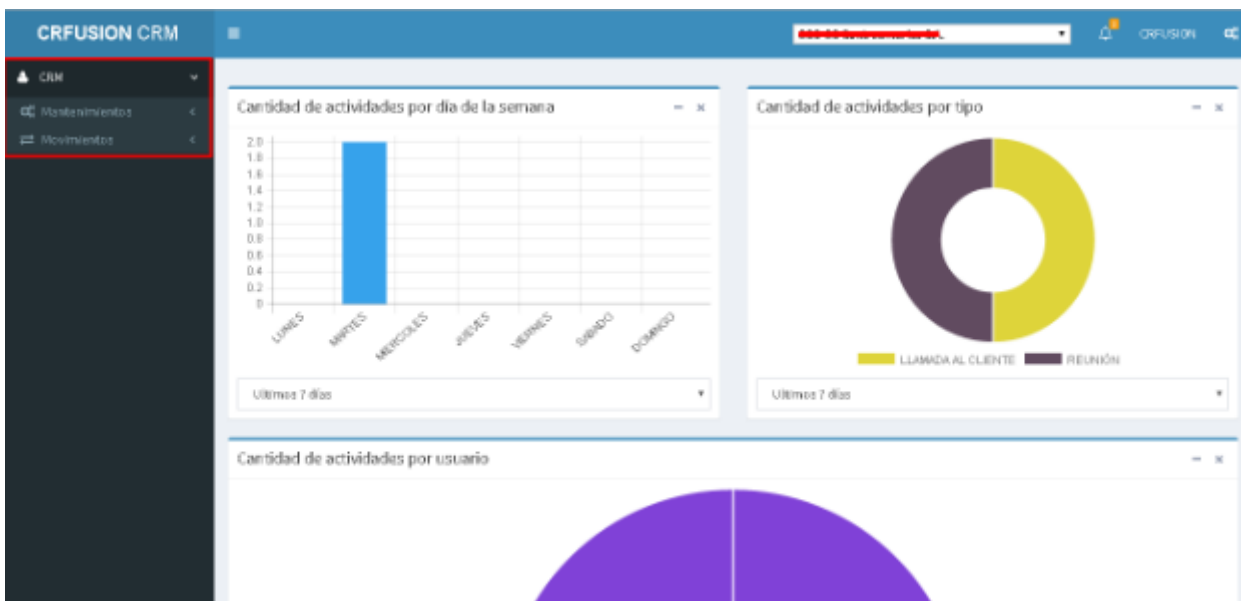 CRFUSION CRM
CRFUSION
CRM
Mantenimientos
Movimientos
Cantidad de actividades por día de la semana
2.0
1.8
1.6
1.4
1.2
1.0
0.8
0.6
0.4
0.2
0
LUNES
MARTES
MIERCOLES
JUEVES
VIERNES
SABADO
DOMINGO
Ultimos 7 días
Cantidad de actividades por tipo
LLAMADA AL CLIENTE
REUNIÓN
Ultimos 7 días
Cantidad de actividades por usuario